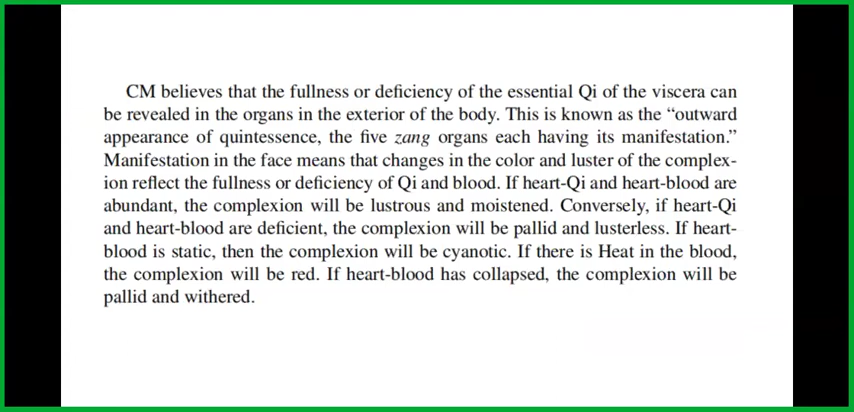 CM believes that the fullness or deficiency of the essential Qi of the viscera can
be revealed in the organs in the exterior of the body. This is known as the “outward
appearance of quintessence, the five zang organs each having its manifestation.”
Manifestation in the face means that changes in the color and luster of the complex-
ion reflect the fullness or deficiency of Qi and blood. If heart-Qi and heart-blood are
abundant, the complexion will be lustrous and moistened. Conversely, if heart-Qi
and heart-blood are deficient, the complexion will be pallid and lusterless. If heart-
blood is static, then the complexion will be cyanotic. If there is Heat in the blood,
the complexion will be red. If heart-blood has collapsed, the complexion will be
pallid and withered.